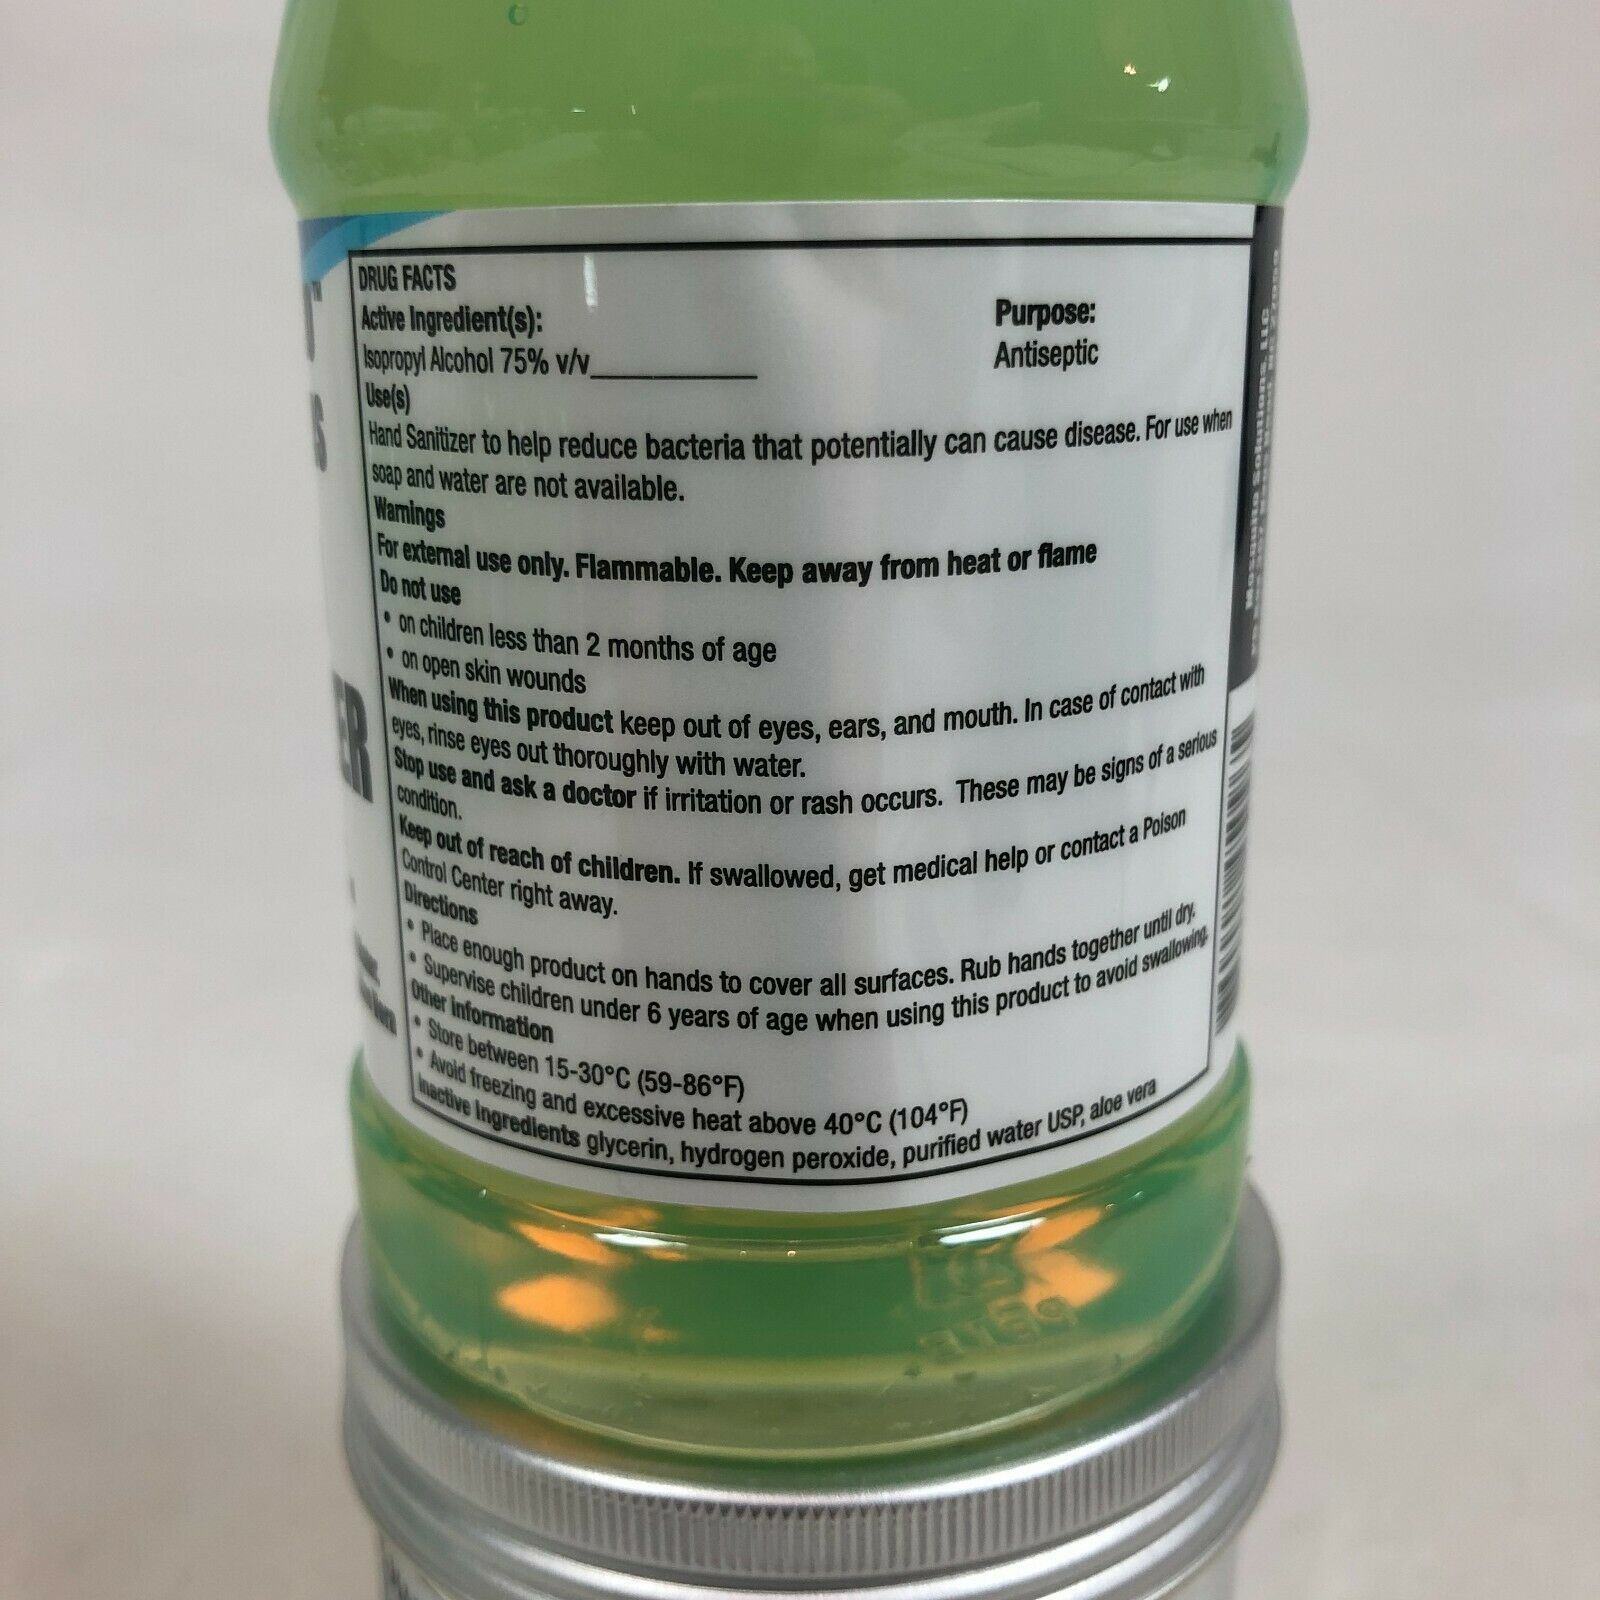 DRUG FACTS
Active Ingredient(s):
Purpose:
Isopropyl Alcohol 75% v/v
Antiseptic
Use(s)
Hand Sanitizer to help reduce bacteria that potentially can cause disease. For use when
soap and water are not available.
Warnings
For external use only. Flammable. Keep away from heat or flame
Do not use
• on children less than 2 months of age
• on open skin wounds
When using this product keep out of eyes, ears, and mouth. In case of contact with
eyes, rinse eyes out thoroughly with water.
Stop use and ask a doctor if irritation or rash occurs. These may be signs of a serious
condition.
Keep out of reach of children. If swallowed, get medical help or contact a Poison
Control Center right away.
Directions
• Place enough product on hands to cover all surfaces. Rub hands together until dry.
• Supervise children under 6 years of age when using this product to avoid swallowing.
Other information
• Store between 15-30°C (59-86°F)
• Avoid freezing and excessive heat above 40°C (104°F)
Inactive Ingredients glycerin, hydrogen peroxide, purified water USP, aloe vera
ER
Solutions LLC
PETE